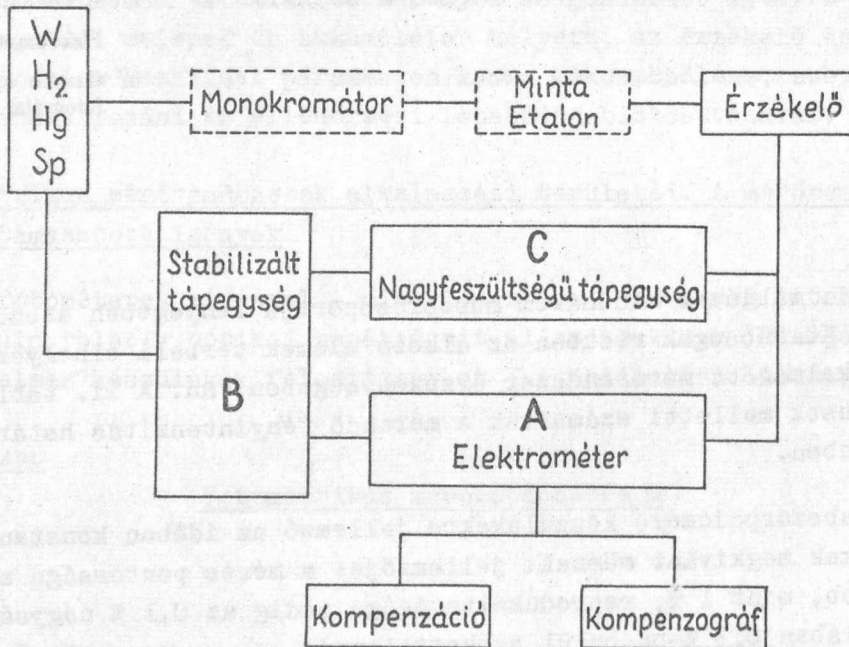 W
H2
Hg
Sp
Monokromátor
Minta
Etalon
Érzékelő
Stabilizált
tápegység
B
C
Nagyfeszültségű tápegység
A
Elektrométer
Kompenzáció
Kompenzográf